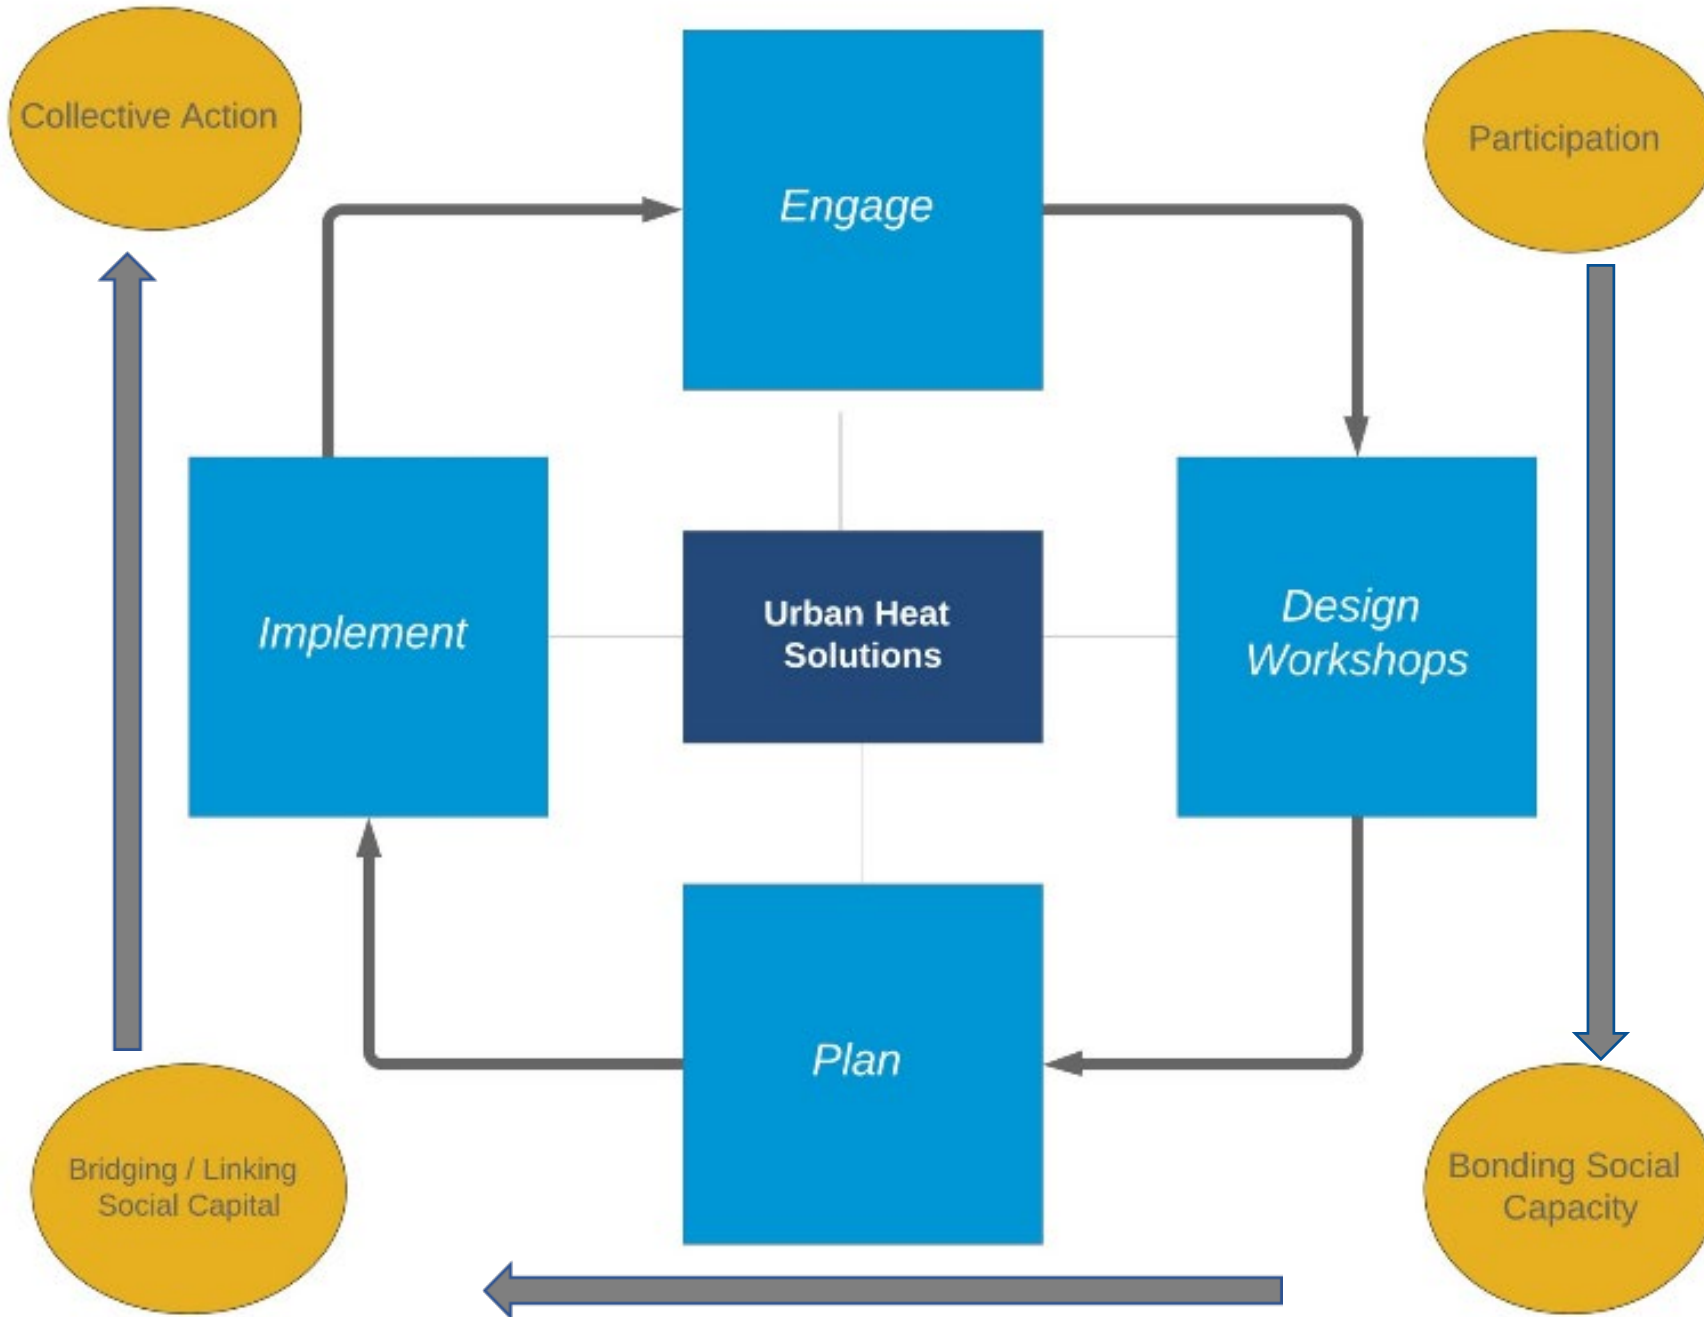 Collective Action
Participation
Engage
Implement
Urban Heat
Solutions
Design
Workshops
Plan
Bridging / Linking
Social Capital
Bonding Social
Capacity